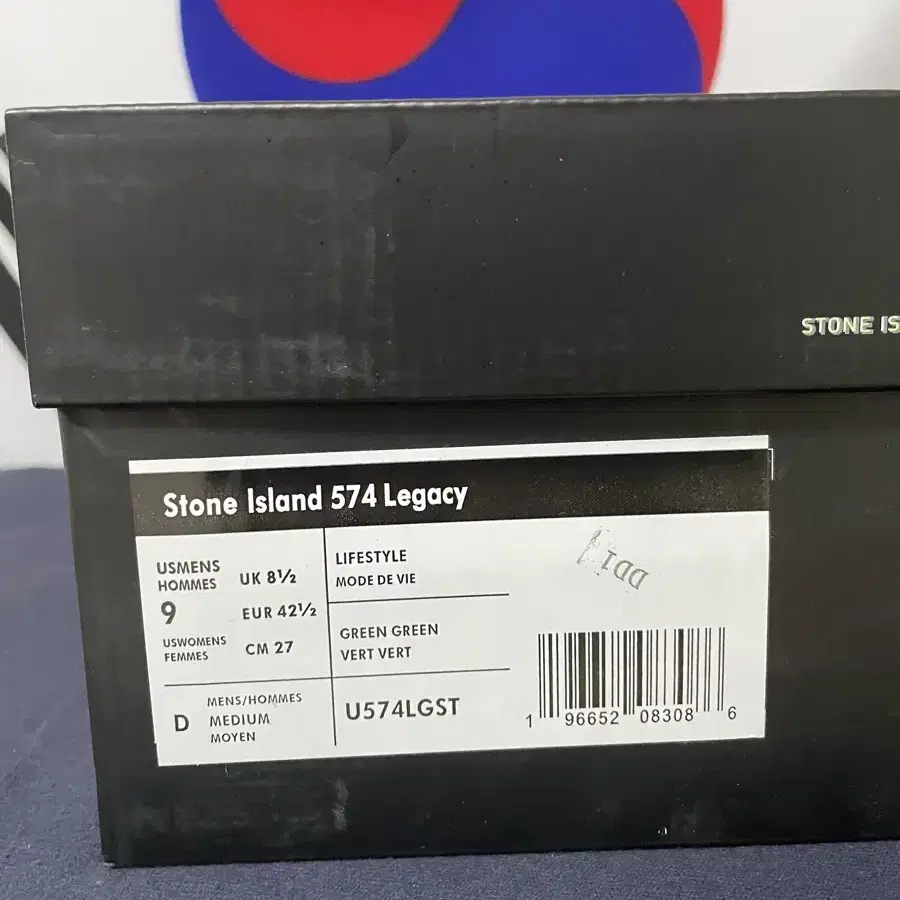 STONE IS
Stone Island 574 Legacy
USMENS
HOMMES
9
USWOMENS
FEMMES
UK 8½
EUR 42½
CM 27
LIFESTYLE
MODE DE VIE
GREEN GREEN
VERT VERT
D
MENS/HOMMES
MEDIUM
MOYEN
U574LGST
1 96652 08308 6